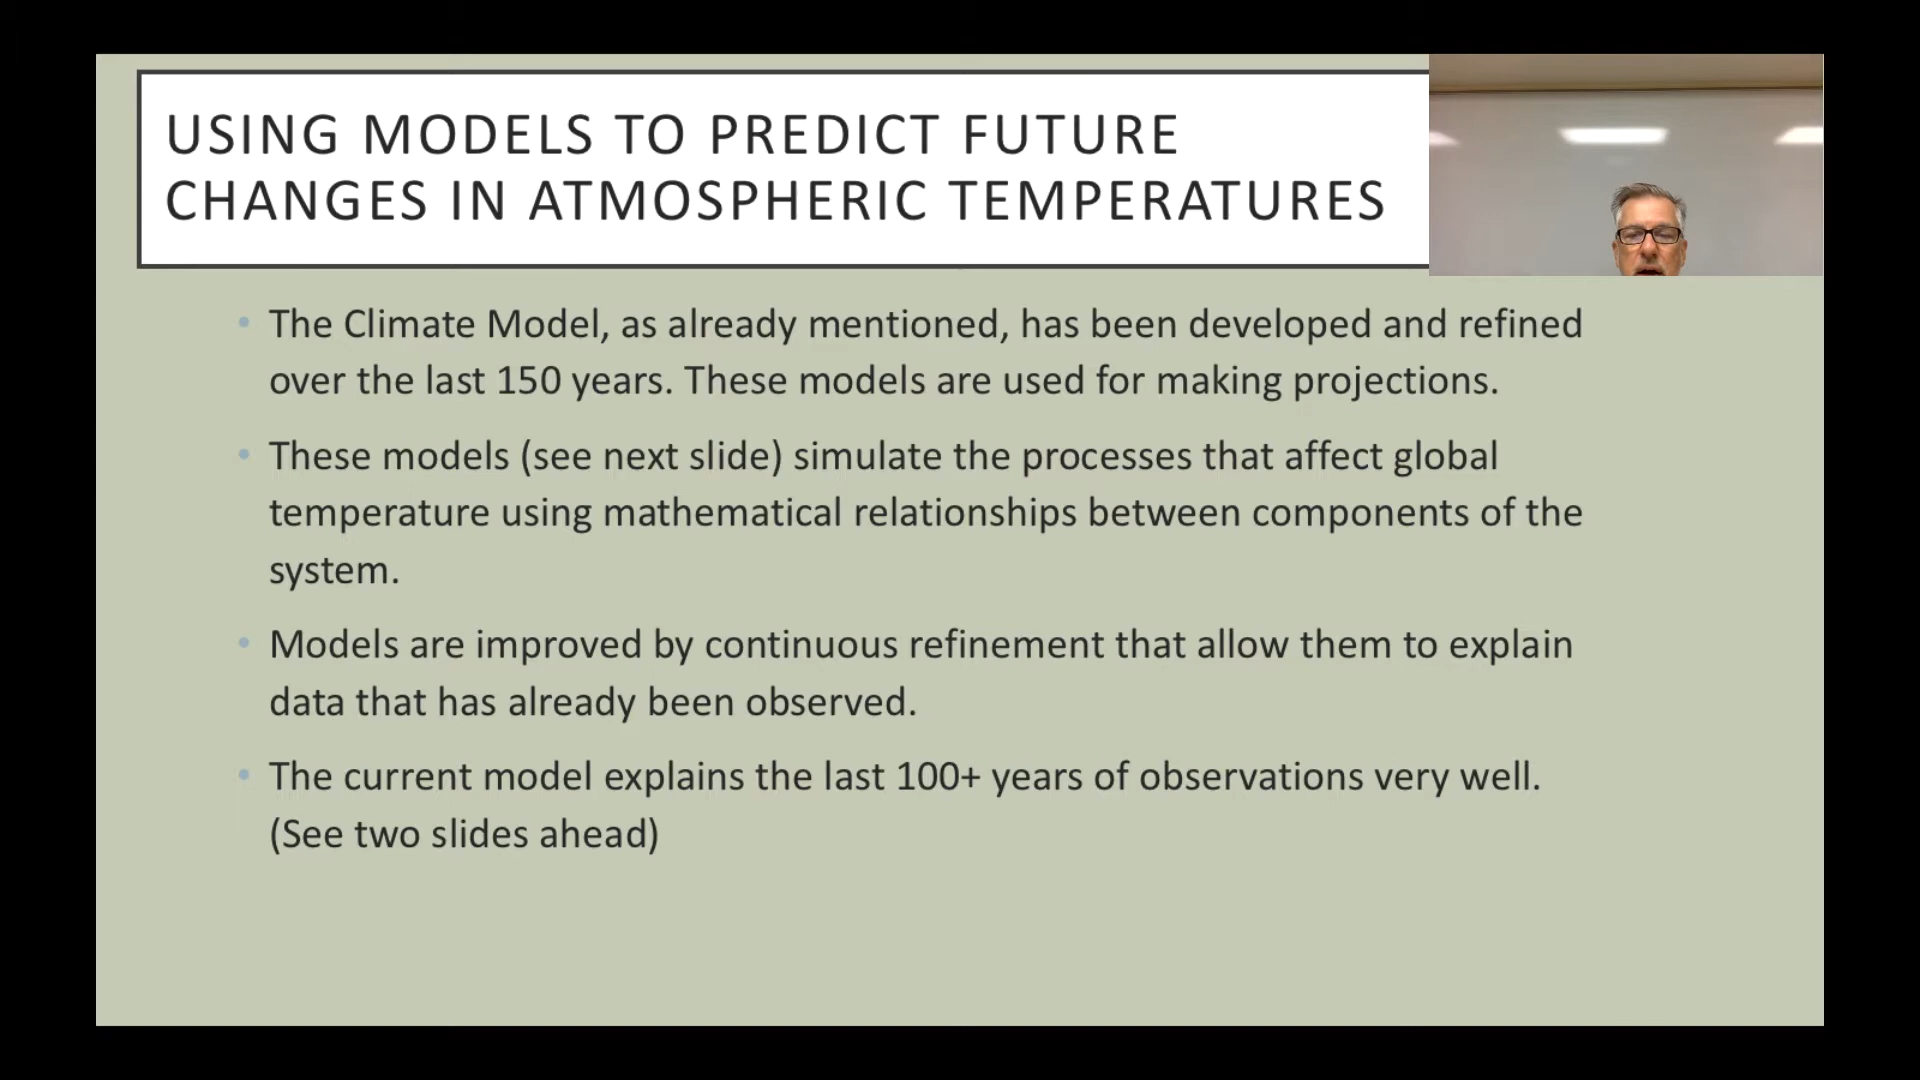 USING MODELS TO PREDICT FUTURE
CHANGES IN ATMOSPHERIC TEMPERATURES
• The Climate Model, as already mentioned, has been developed and refined
over the last 150 years. These models are used for making projections.
• These models (see next slide) simulate the processes that affect global
temperature using mathematical relationships between components of the
system.
• Models are improved by continuous refinement that allow them to explain
data that has already been observed.
• The current model explains the last 100+ years of observations very well.
(See two slides ahead)